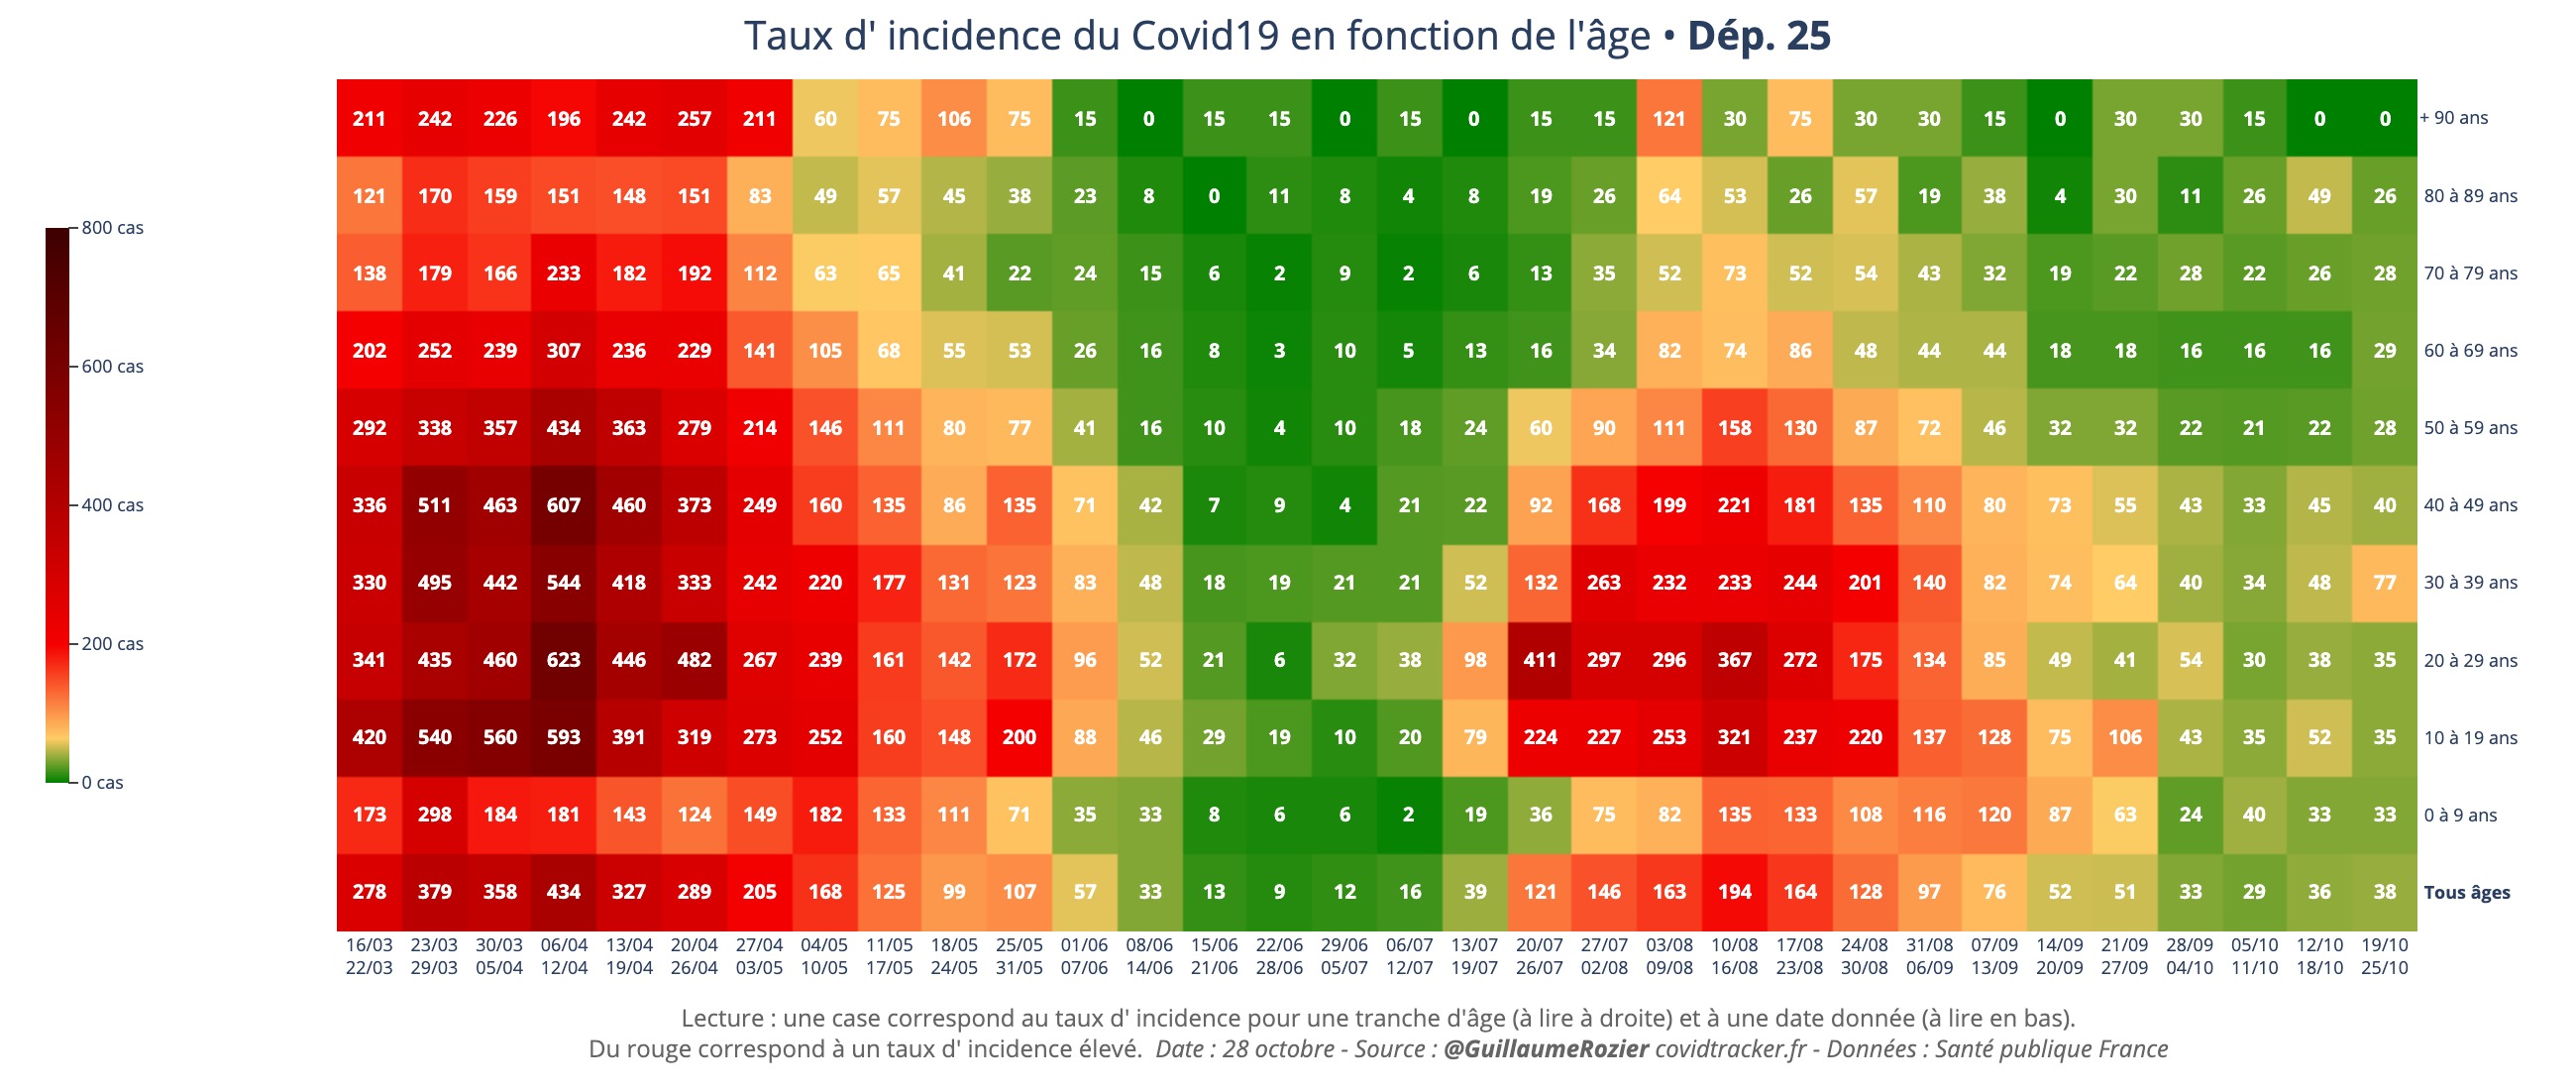 Taux d' incidence du Covid19 en fonction de l'âge • Dép. 25
800 cas
600 cas
400 cas
200 cas
0 cas
211 242 226 196 242 257 211 60 75 106 75 15 0 15 15 0 15 0 15 15 121 30 75 30 30 15 0 30 30 15 0 0 + 90 ans
121 170 159 151 148 151 83 49 57 45 38 23 8 0 11 8 4 8 19 26 64 53 26 57 19 38 4 30 11 26 49 26 80 à 89 ans
138 179 166 233 182 192 112 63 65 41 22 24 15 6 2 9 2 6 13 35 52 73 52 54 43 32 19 22 28 22 26 28 70 à 79 ans
202 252 239 307 236 229 141 105 68 55 53 26 16 8 3 10 5 13 16 34 82 74 86 48 44 44 18 18 16 16 16 29 60 à 69 ans
292 338 357 434 363 279 214 146 111 80 77 41 16 10 4 10 18 24 60 90 111 158 130 87 72 46 32 32 22 21 22 28 50 à 59 ans
336 511 463 607 460 373 249 160 135 86 135 71 42 7 9 4 21 22 92 168 199 221 181 135 110 80 73 55 43 33 45 40 40 à 49 ans
330 495 442 544 418 333 242 220 177 131 123 83 48 18 19 21 21 52 132 263 232 233 244 201 140 82 74 64 40 34 48 77 30 à 39 ans
341 435 460 623 446 482 267 239 161 142 172 96 52 21 6 32 38 98 411 297 296 367 272 175 134 85 49 41 54 30 38 35 20 à 29 ans
420 540 560 593 391 319 273 252 160 148 200 88 46 29 19 10 20 79 224 227 253 321 237 220 137 128 75 106 43 35 52 35 10 à 19 ans
173 298 184 181 143 124 149 182 133 111 71 35 33 8 6 6 2 19 36 75 82 135 133 108 116 120 87 63 24 40 33 33 0 à 9 ans
278 379 358 434 327 289 205 168 125 99 107 57 33 13 9 12 16 39 121 146 163 194 164 128 97 76 52 51 33 29 36 38 Tous âges
16/03 23/03 30/03 06/04 13/04 20/04 27/04 04/05 11/05 18/05 25/05 01/06 08/06 15/06 22/06 29/06 06/07 13/07 20/07 27/07 03/08 10/08 17/08 24/08 31/08 07/09 14/09 21/09 28/09 05/10 12/10 19/10
22/03 29/03 05/04 12/04 19/04 26/04 03/05 10/05 17/05 24/05 31/05 07/06 14/06 21/06 28/06 05/07 12/07 19/07 26/07 02/08 09/08 16/08 23/08 30/08 06/09 13/09 20/09 27/09 04/10 11/10 18/10 25/10
Lecture : une case correspond au taux d' incidence pour une tranche d'âge (à lire à droite) et à une date donnée (à lire en bas).
Du rouge correspond à un taux d' incidence élevé. Date : 28 octobre - Source : @GuillaumeRozier covidtracker.fr - Données : Santé publique France